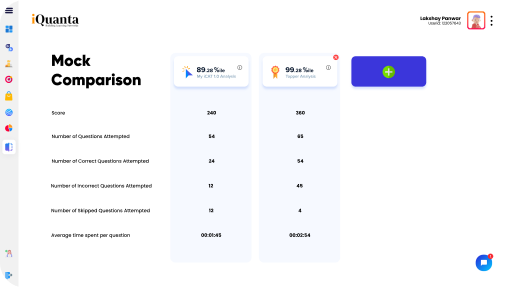 iQuanta
Lakshay Panwar
Mock
Comparison
89.28 %ile
My iCAT 1.0 Analysis
99.28 %ile
Topper Analysis
Score 240 360
Number of Questions Attempted 54 65
Number of Correct Questions Attempted 24 54
Number of Incorrect Questions Attempted 12 45
Number of Skipped Questions Attempted 12 4
Average time spent per question 00:01:45 00:02:54